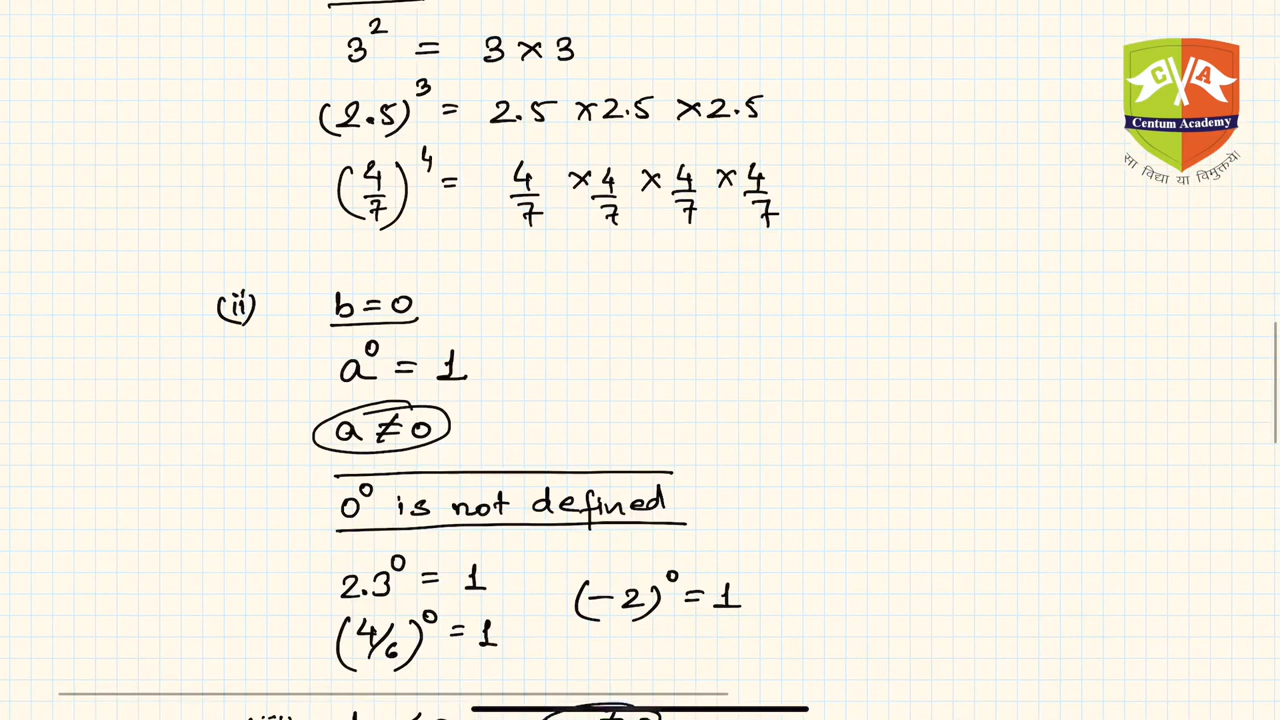 3² = 3 × 3
(2.5)³ = 2.5 × 2.5 × 2.5
(4/7)⁴ = 4/7 × 4/7 × 4/7 × 4/7
(ii) b = 0
a⁰ = 1
a ≠ 0
0⁰ is not defined
2.3⁰ = 1 (-2)⁰ = 1
(4/6)⁰ = 1
C A
Centum Academy
सा विद्या या विमुक्तये